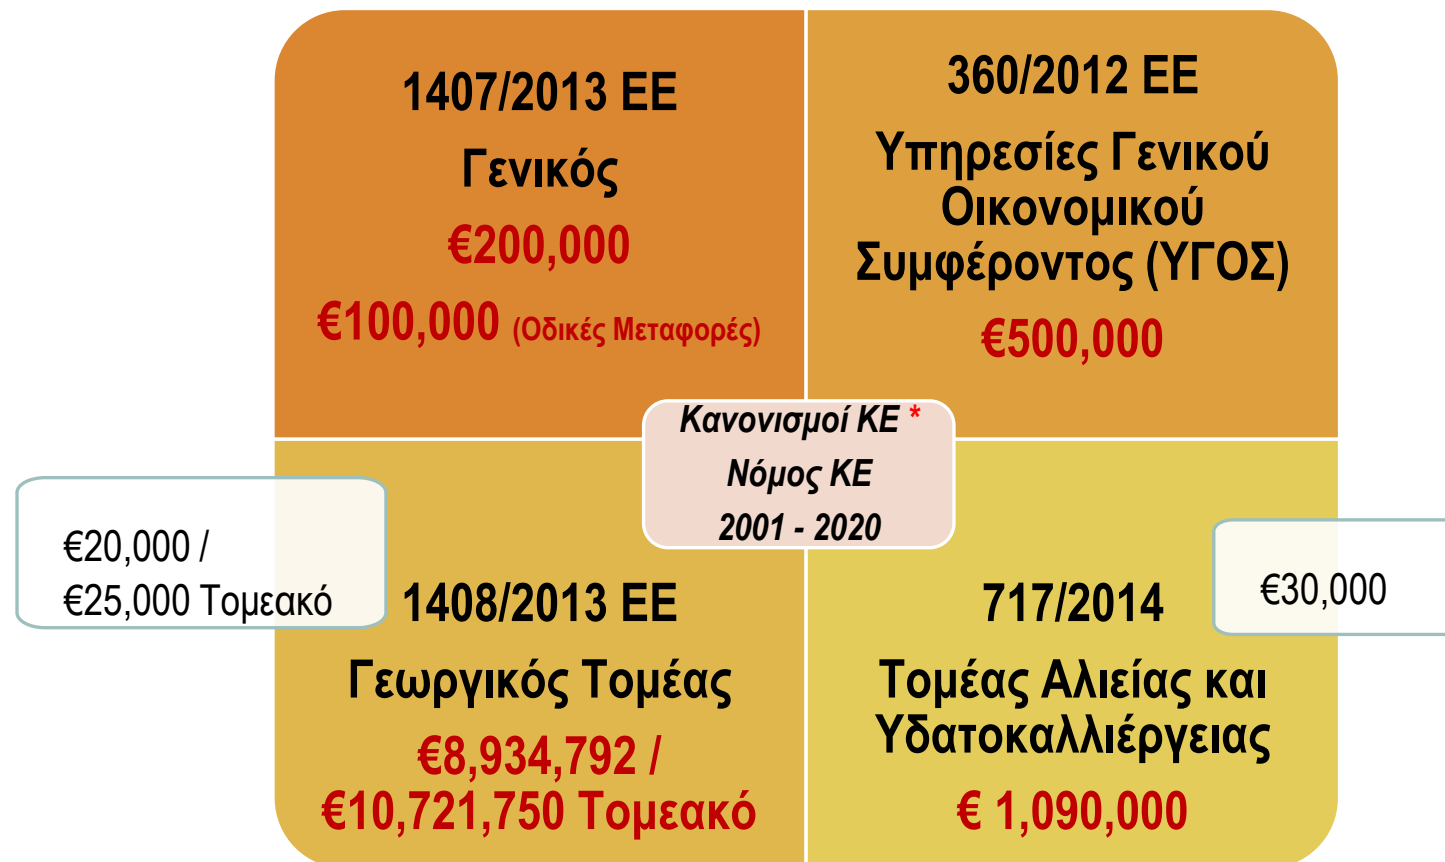 1407/2013 ΕΕ
Γενικός
€200,000
€100,000 (Οδικές Μεταφορές)
360/2012 ΕΕ
Υπηρεσίες Γενικού
Οικονομικού
Συμφέροντος (ΥΓΟΣ)
€500,000
Κανονισμοί ΚΕ *
Νόμος ΚΕ
2001 - 2020
€20,000 /
€25,000 Τομεακό
1408/2013 ΕΕ
Γεωργικός Τομέας
€8,934,792 /
€10,721,750 Τομεακό
717/2014
Τομέας Αλιείας και
Υδατοκαλλιέργειας
€ 1,090,000
€30,000